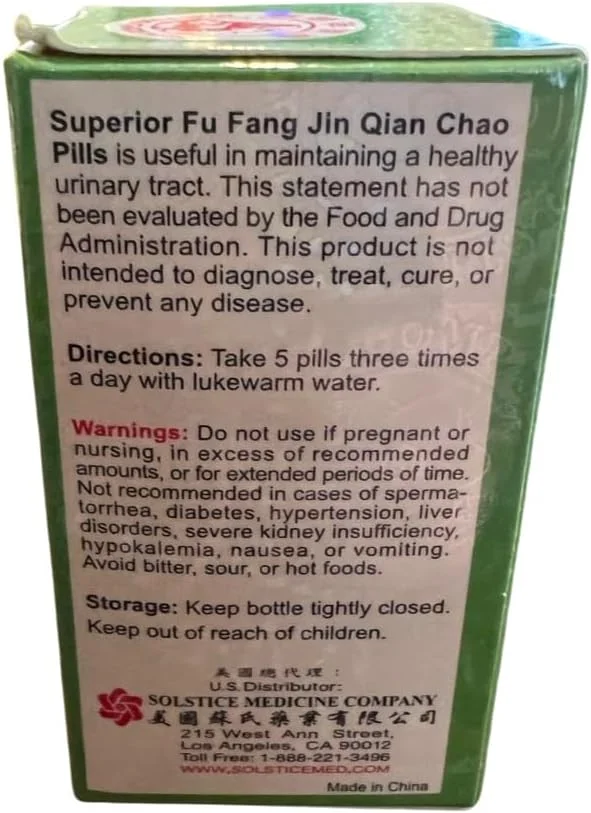 Superior Fu Fang Jin Qian Chao
Pills is useful in maintaining a healthy
urinary tract. This statement has not
been evaluated by the Food and Drug
Administration. This product is not
intended to diagnose, treat, cure, or
prevent any disease.
Directions: Take 5 pills three times
a day with lukewarm water.
Warnings: Do not use if pregnant or
nursing, in excess of recommended
amounts, or for extended periods of time.
Not recommended in cases of sperma-
torrhea, diabetes, hypertension, liver
disorders, severe kidney insufficiency,
hypokalemia, nausea, or vomiting.
Avoid bitter, sour, or hot foods.
Storage: Keep bottle tightly closed.
Keep out of reach of children.
美國總代理：
U.S. Distributor:
SOLSTICE MEDICINE COMPANY
美國蘇氏藥業有限公司
215 West Ann Street,
Los Angeles, CA 90012
Toll Free: 1-888-221-3496
WWW.SOLSTICEMED.COM
Made in China